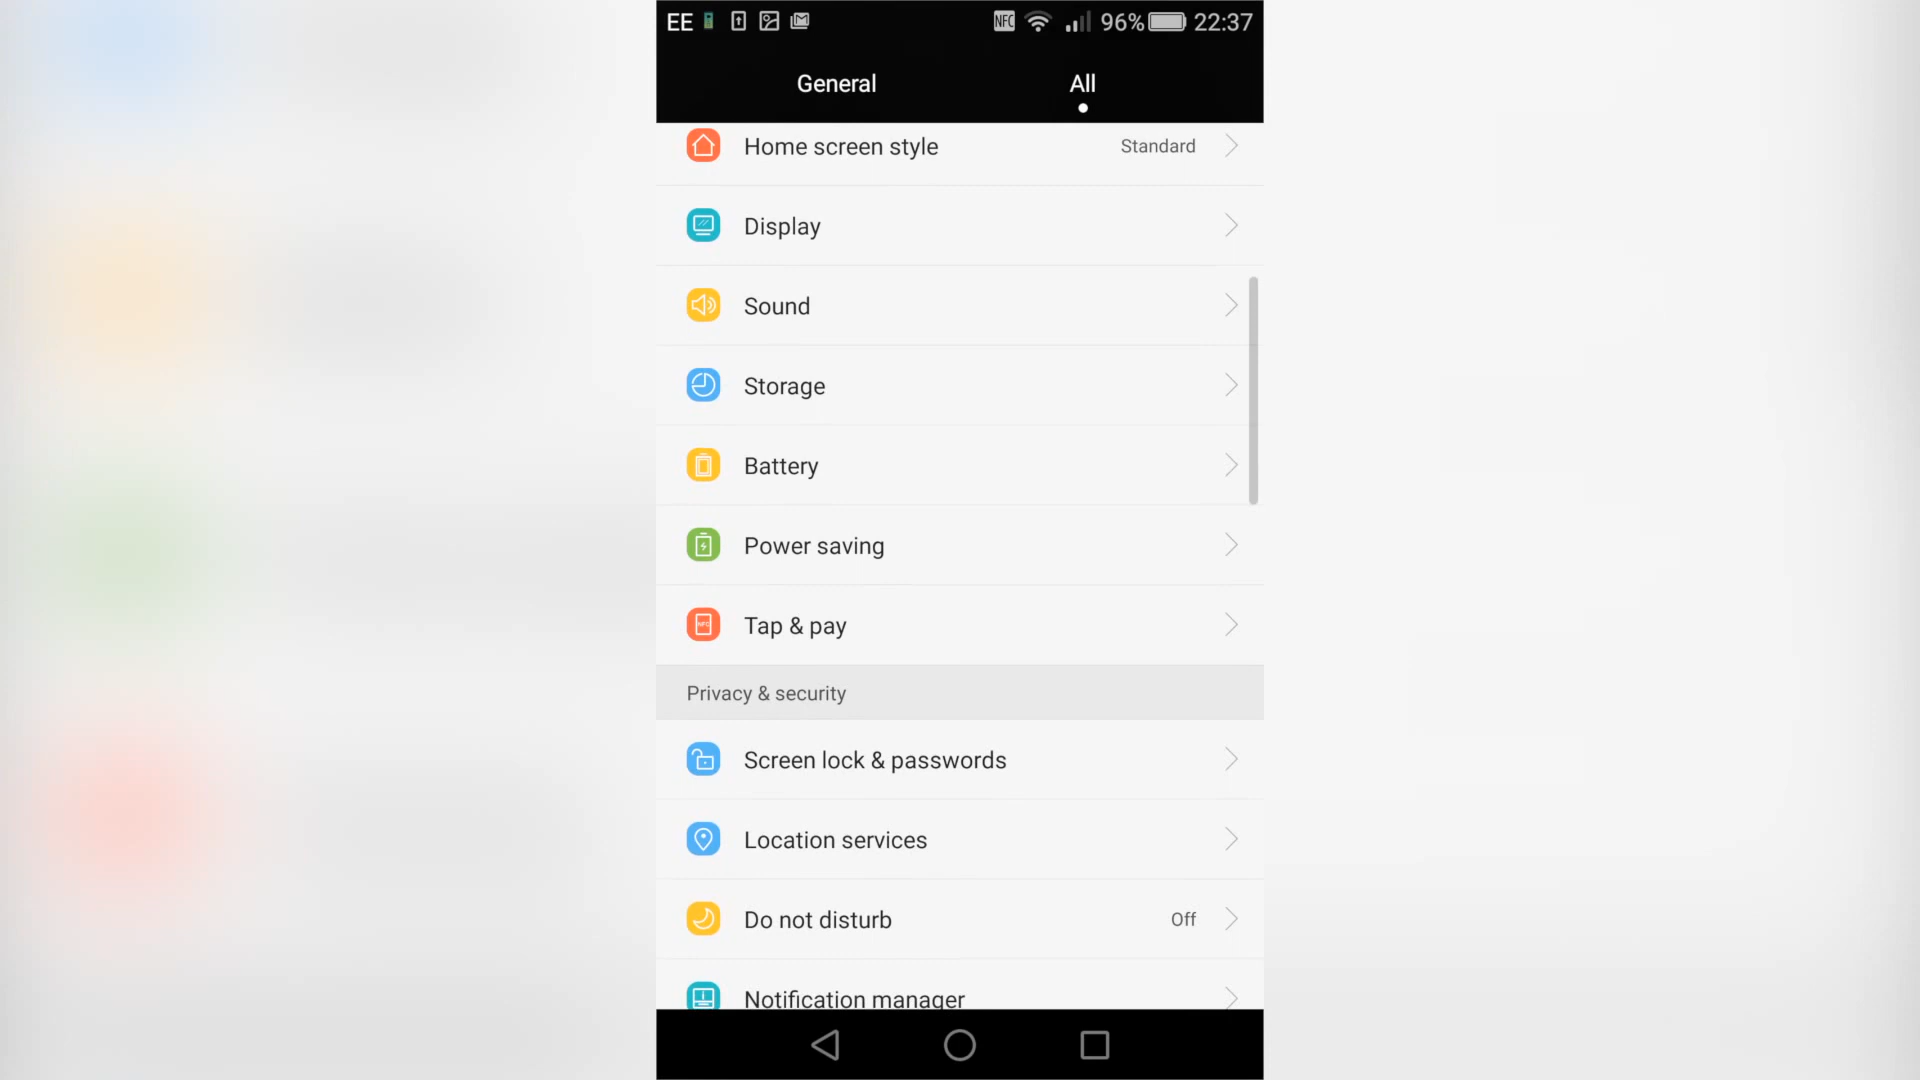 EE NFC 96% 22:37
General All
Home screen style Standard
Display
Sound
Storage
Battery
Power saving
Tap & pay
Privacy & security
Screen lock & passwords
Location services
Do not disturb Off
Notification manager